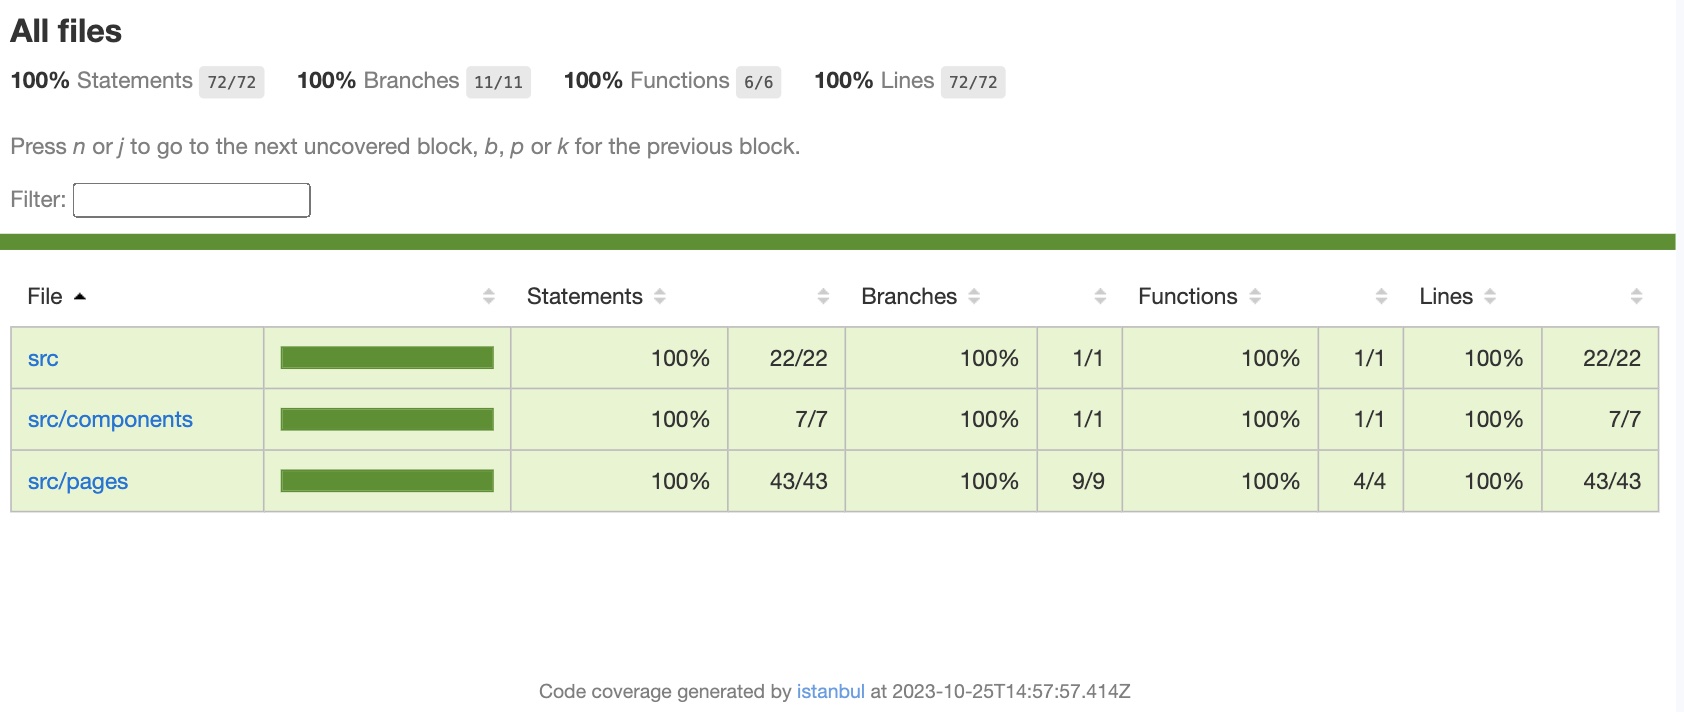 All files
100% Statements 72/72 100% Branches 11/11 100% Functions 6/6 100% Lines 72/72
Press n or j to go to the next uncovered block, b, p or k for the previous block.
Filter:
File Statements Branches Functions Lines
src 100% 22/22 100% 1/1 100% 1/1 100% 22/22
src/components 100% 7/7 100% 1/1 100% 1/1 100% 7/7
src/pages 100% 43/43 100% 9/9 100% 4/4 100% 43/43
Code coverage generated by istanbul at 2023-10-25T14:57:57.414Z